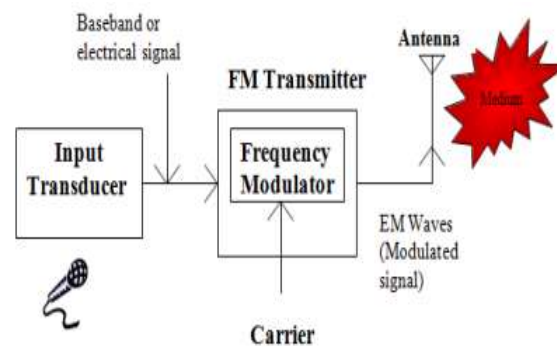 Baseband or
electrical signal
Antenna
Medium
FM Transmitter
Input
Transducer
Frequency
Modulator
EM Waves
(Modulated
signal)
Carrier